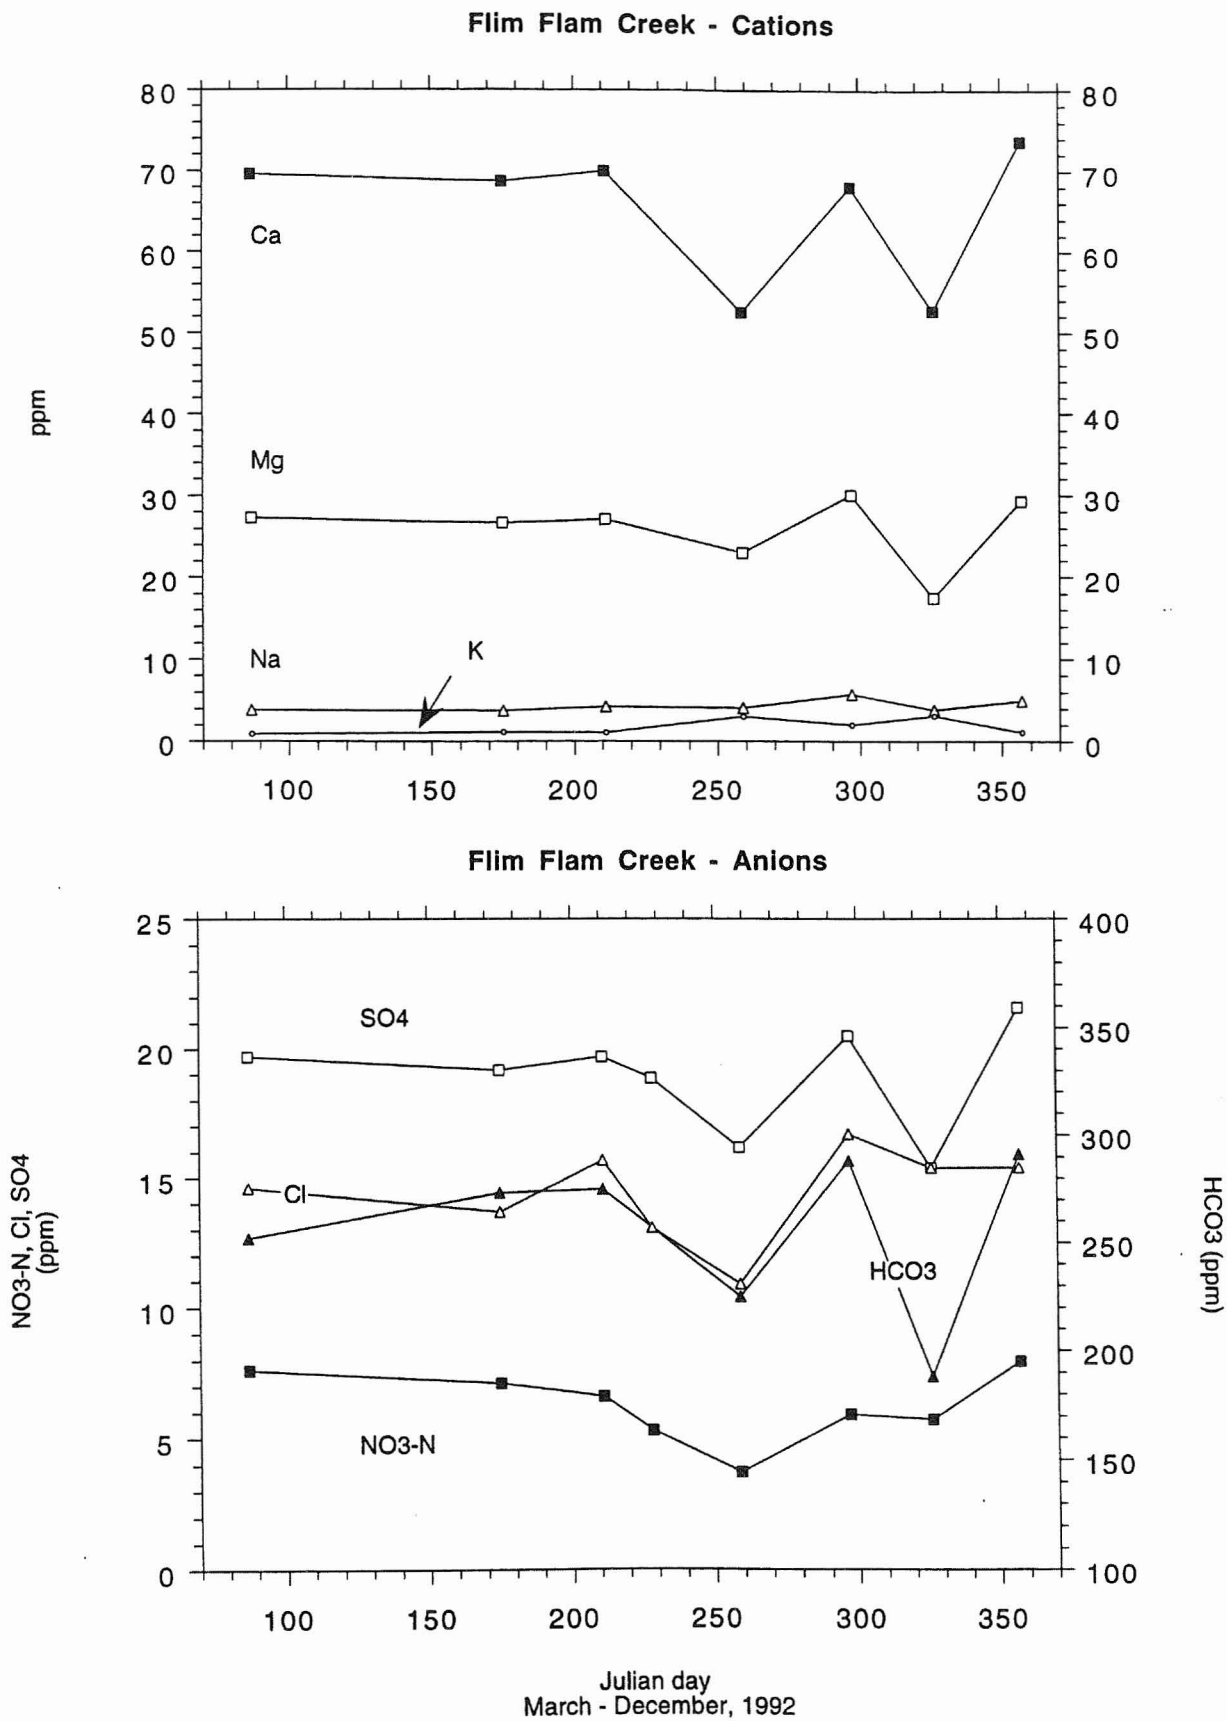 Flim Flam Creek - Cations
80
70
60
50
40
30
20
10
0
ppm
Ca
Mg
Na
K
80
70
60
50
40
30
20
10
0
100 150 200 250 300 350
Flim Flam Creek - Anions
25
20
15
10
5
0
NO3-N, Cl, SO4
(ppm)
SO4
Cl
HCO3
NO3-N
400
350
300
250
200
150
100
HCO3 (ppm)
100 150 200 250 300 350
Julian day
March - December, 1992